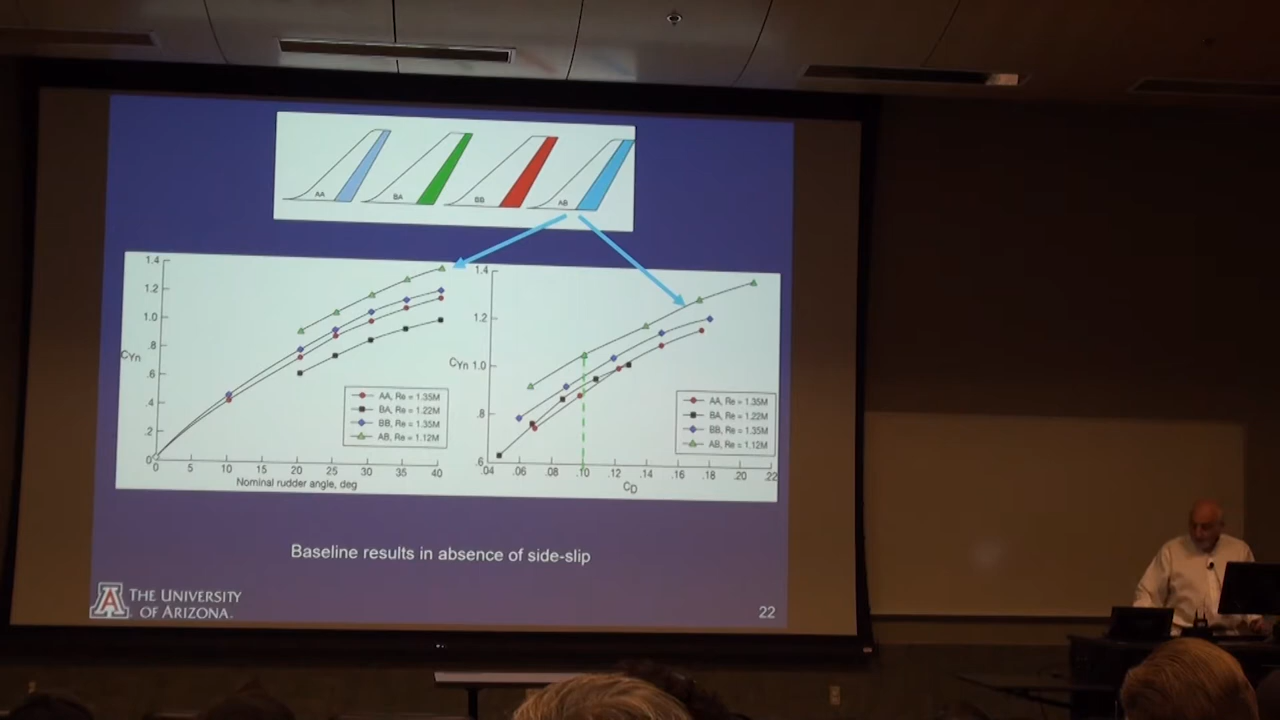 AA
BA
BB
AB
1.4
1.2
1.0
.8
.6
.4
.2
0
CYn
0
5
10
15
20
25
30
35
40
Nominal rudder angle, deg
AA, Re = 1.35M
BA, Re = 1.22M
BB, Re = 1.35M
AB, Re = 1.12M
1.4
1.2
1.0
.8
.6
CYn
.04
.06
.08
.10
.12
.14
.16
.18
.20
.22
CD
AA, Re = 1.35M
BA, Re = 1.22M
BB, Re = 1.35M
AB, Re = 1.12M
Baseline results in absence of side-slip
A
THE UNIVERSITY
OF ARIZONA.
22